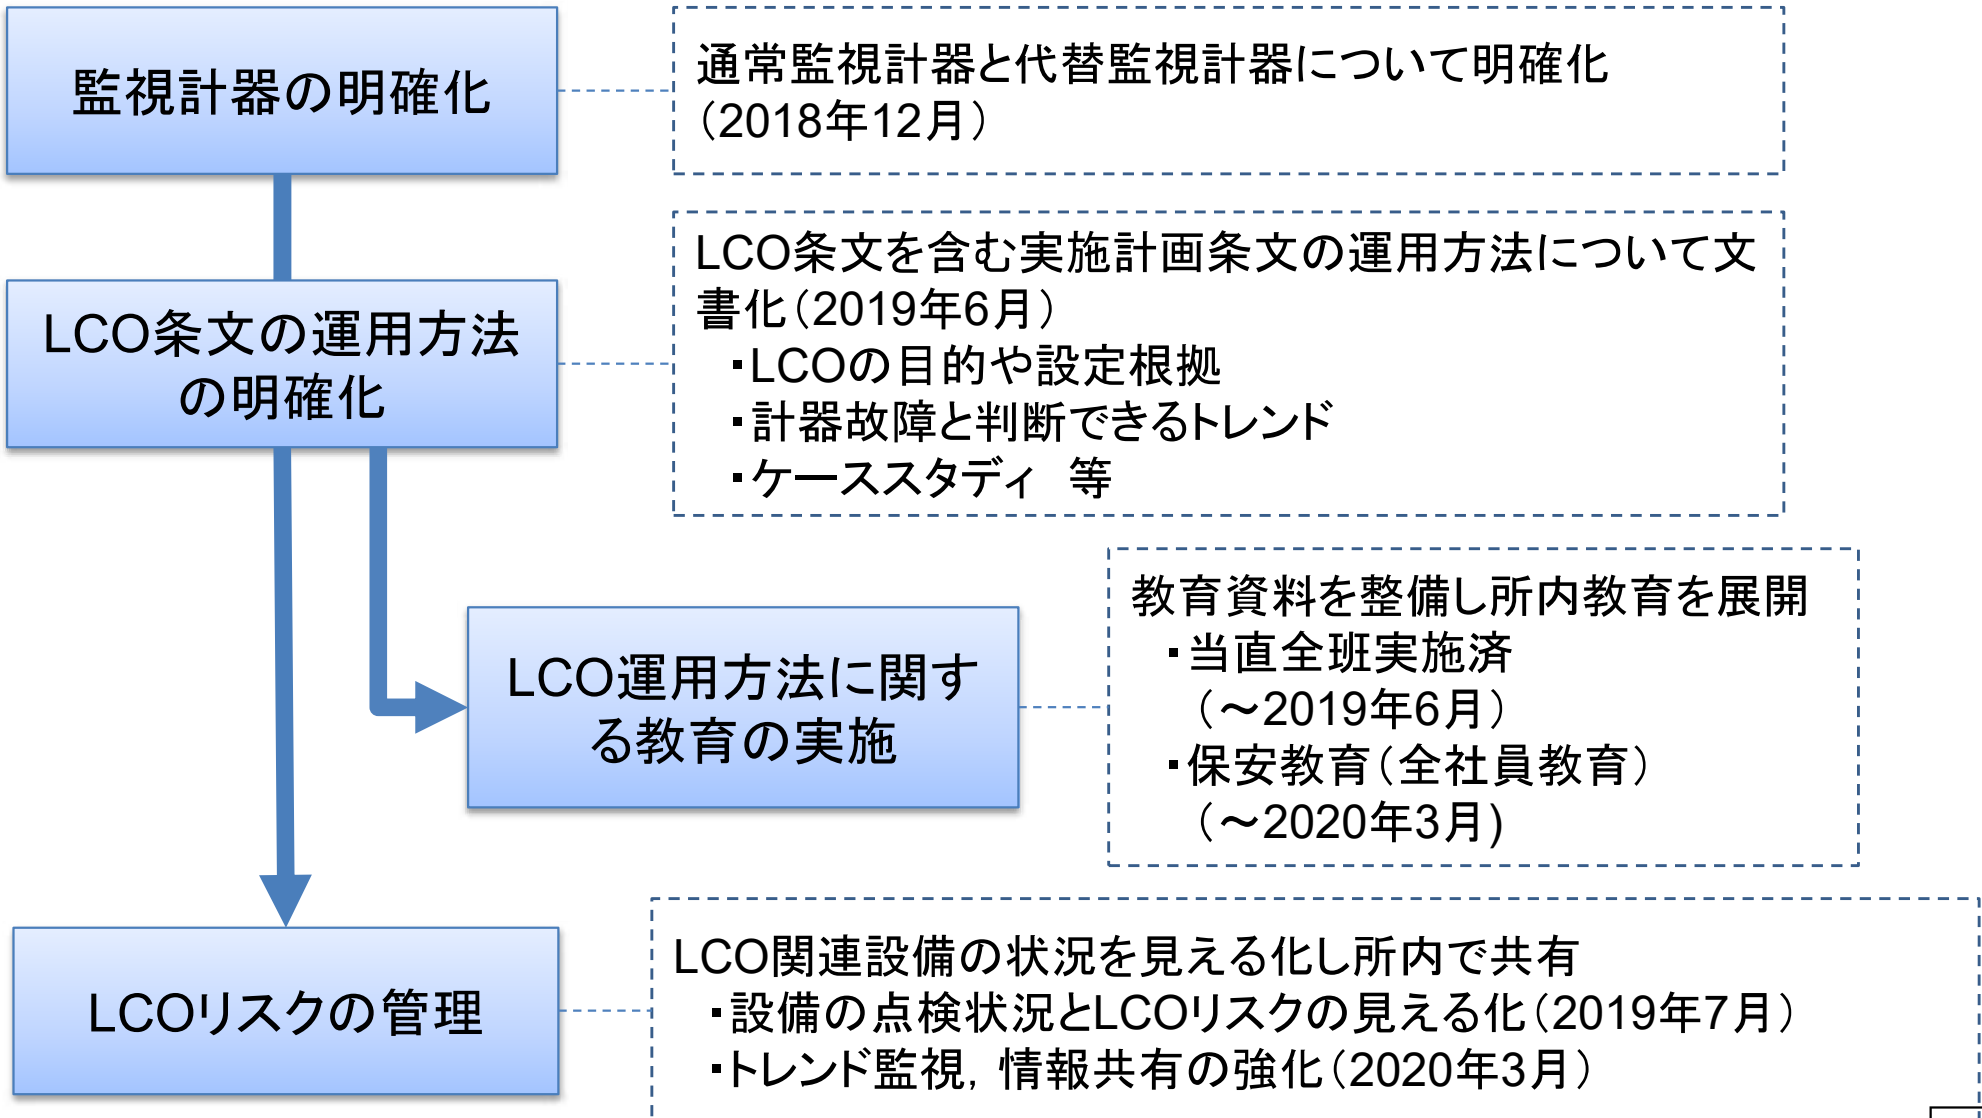 監視計器の明確化
通常監視計器と代替監視計器について明確化
（2018年12月）
LCO条文の運用方法
の明確化
LCO条文を含む実施計画条文の運用方法について文
書化（2019年6月）
・LCOの目的や設定根拠
・計器故障と判断できるトレンド
・ケーススタディ　等
LCO運用方法に関す
る教育の実施
教育資料を整備し所内教育を展開
・当直全班実施済
（～2019年6月）
・保安教育（全社員教育）
（～2020年3月)
LCOリスクの管理
LCO関連設備の状況を見える化し所内で共有
・設備の点検状況とLCOリスクの見える化（2019年7月）
・トレンド監視，情報共有の強化（2020年3月）